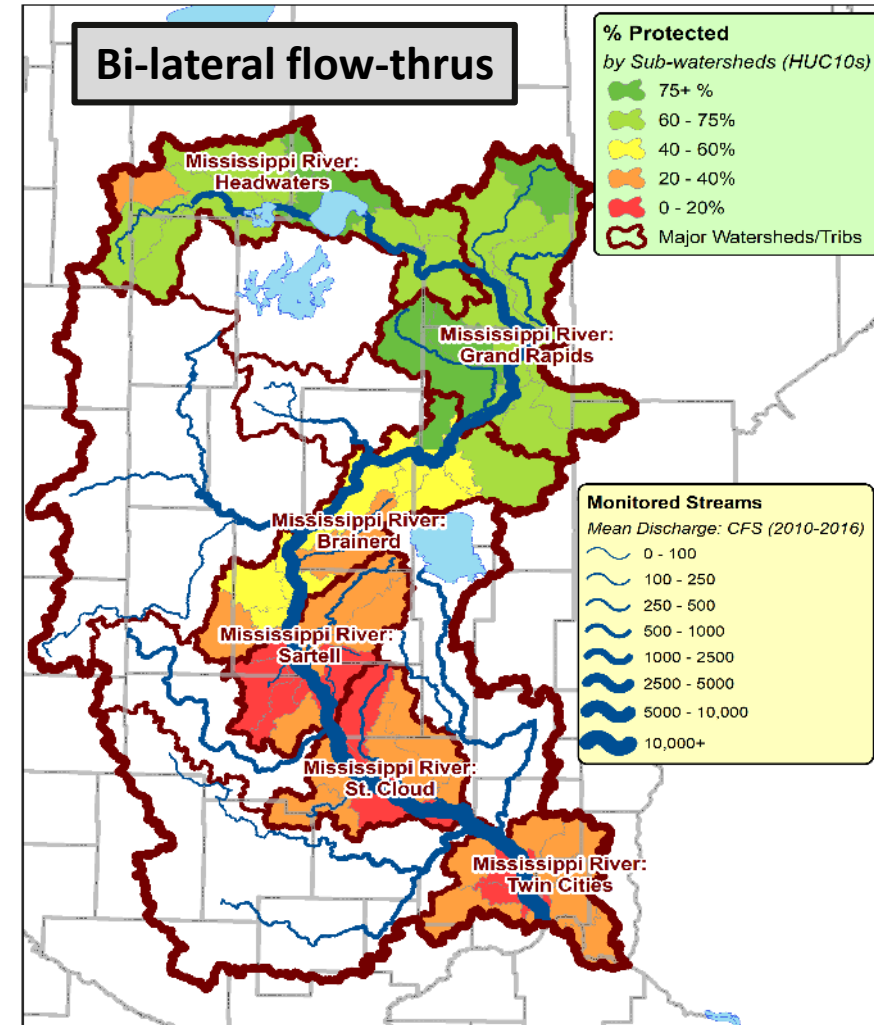 Bi-lateral flow-thrus
% Protected
by Sub-watersheds (HUC10s)
75+ %
60 - 75%
40 - 60%
20 - 40%
0 - 20%
Major Watersheds/Tribs
Mississippi River:
Headwaters
Mississippi River:
Grand Rapids
Mississippi River:
Brainerd
Mississippi River:
Sartell
Mississippi River:
St. Cloud
Mississippi River:
Twin Cities
Monitored Streams
Mean Discharge: CFS (2010-2016)
0 - 100
100 - 250
250 - 500
500 - 1000
1000 - 2500
2500 - 5000
5000 - 10,000
10,000+